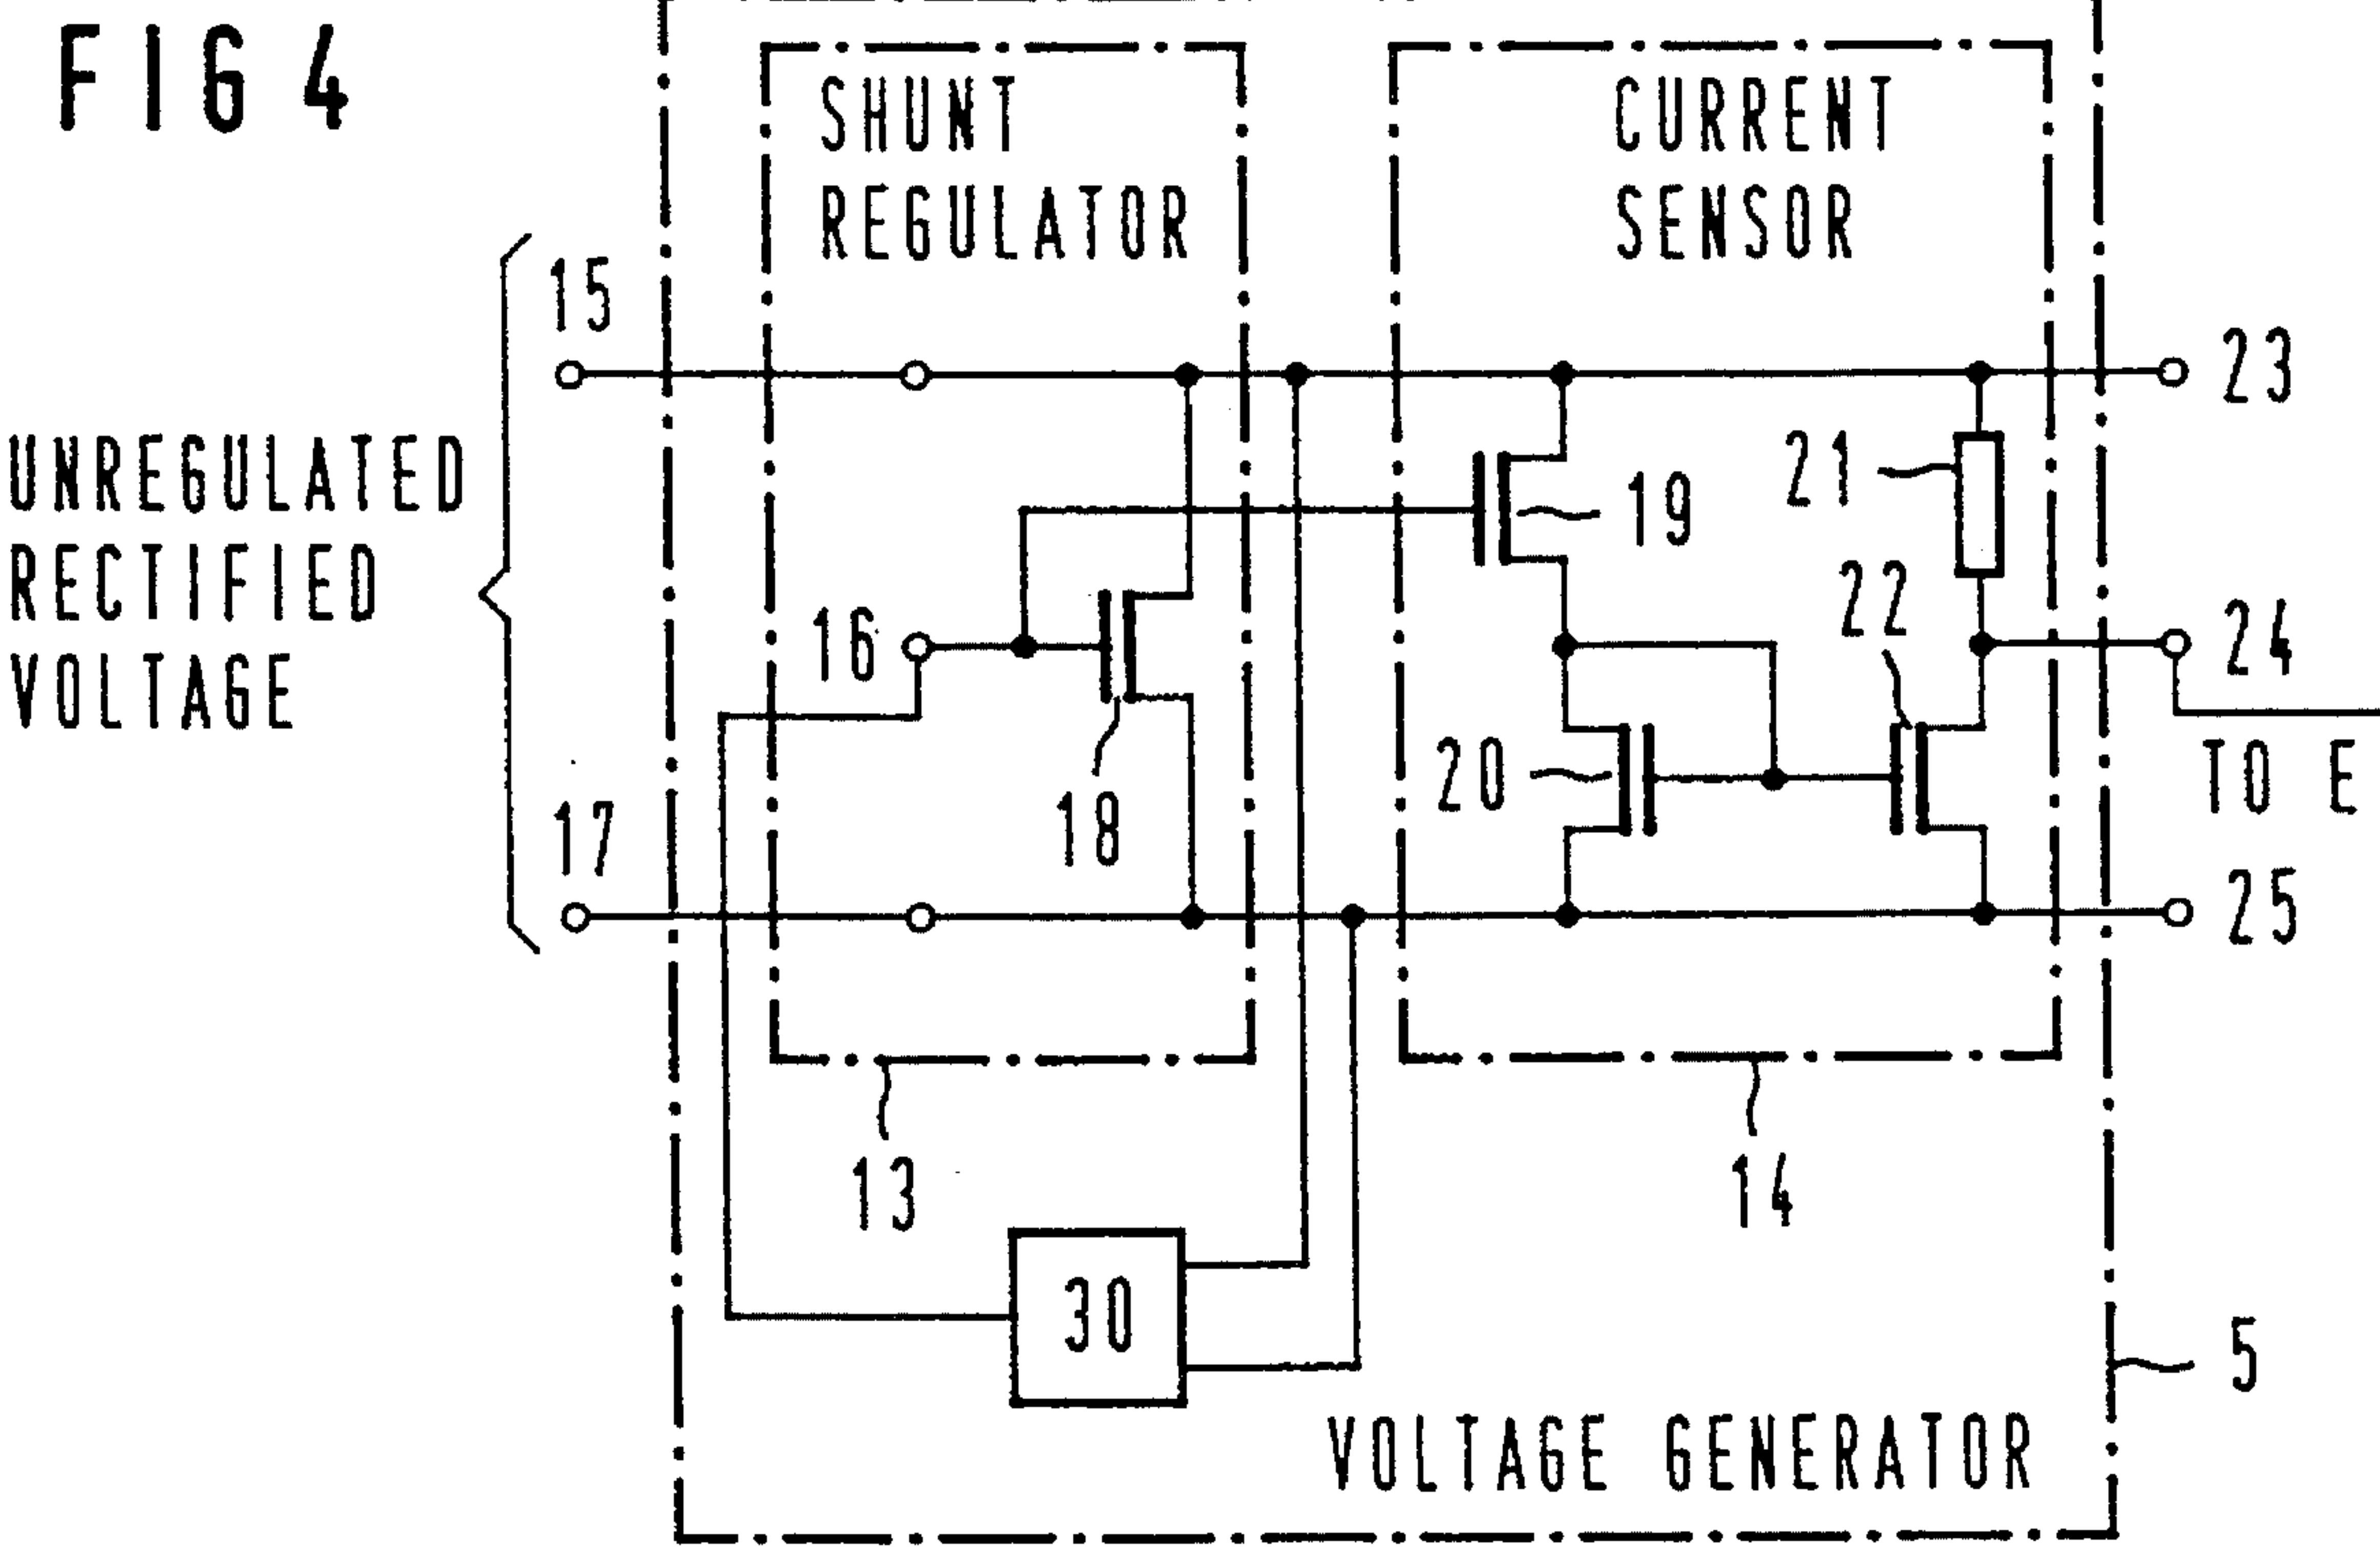 FIG 4
SHUNT
REGULATOR
CURRENT
SENSOR
15
23
UNREGULATED
RECTIFIED
VOLTAGE
21
19
22
16
24
20
TO E
18
17
25
13
14
30
5
VOLTAGE GENERATOR